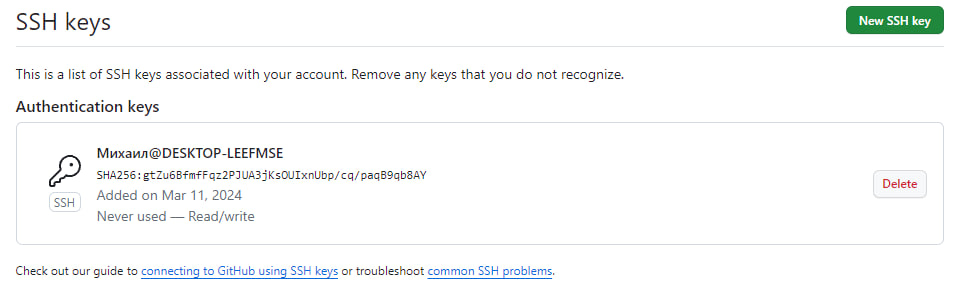 SSH keys
New SSH key
This is a list of SSH keys associated with your account. Remove any keys that you do not recognize.
Authentication keys
Михаил@DESKTOP-LEEFMSE
SHA256:gtZu6BfmfFqz2PJUA3jKsOUIxnUbp/cq/paqB9qb8AY
Added on Mar 11, 2024
SSH
Never used — Read/write
Delete
Check out our guide to connecting to GitHub using SSH keys or troubleshoot common SSH problems.